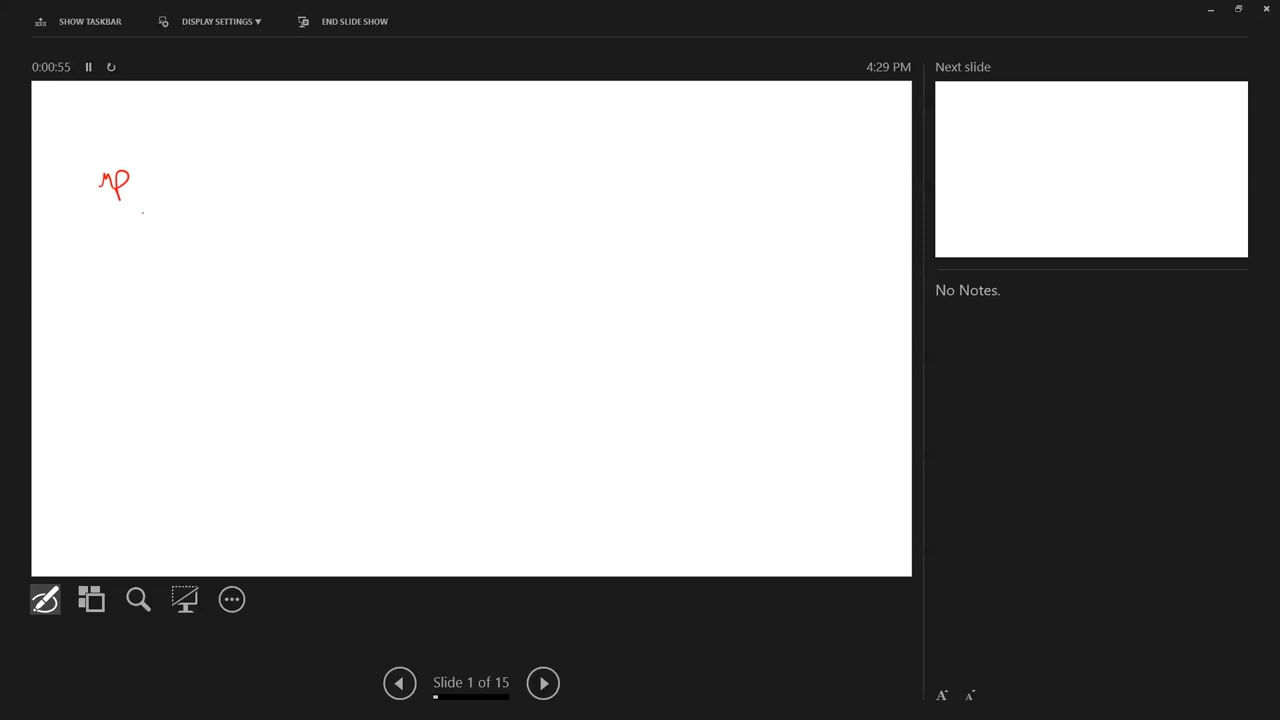 SHOW TASKBAR DISPLAY SETTINGS ▼ END SLIDE SHOW
0:00:55 4:29 PM
Next slide
No Notes.
Slide 1 of 15
A A